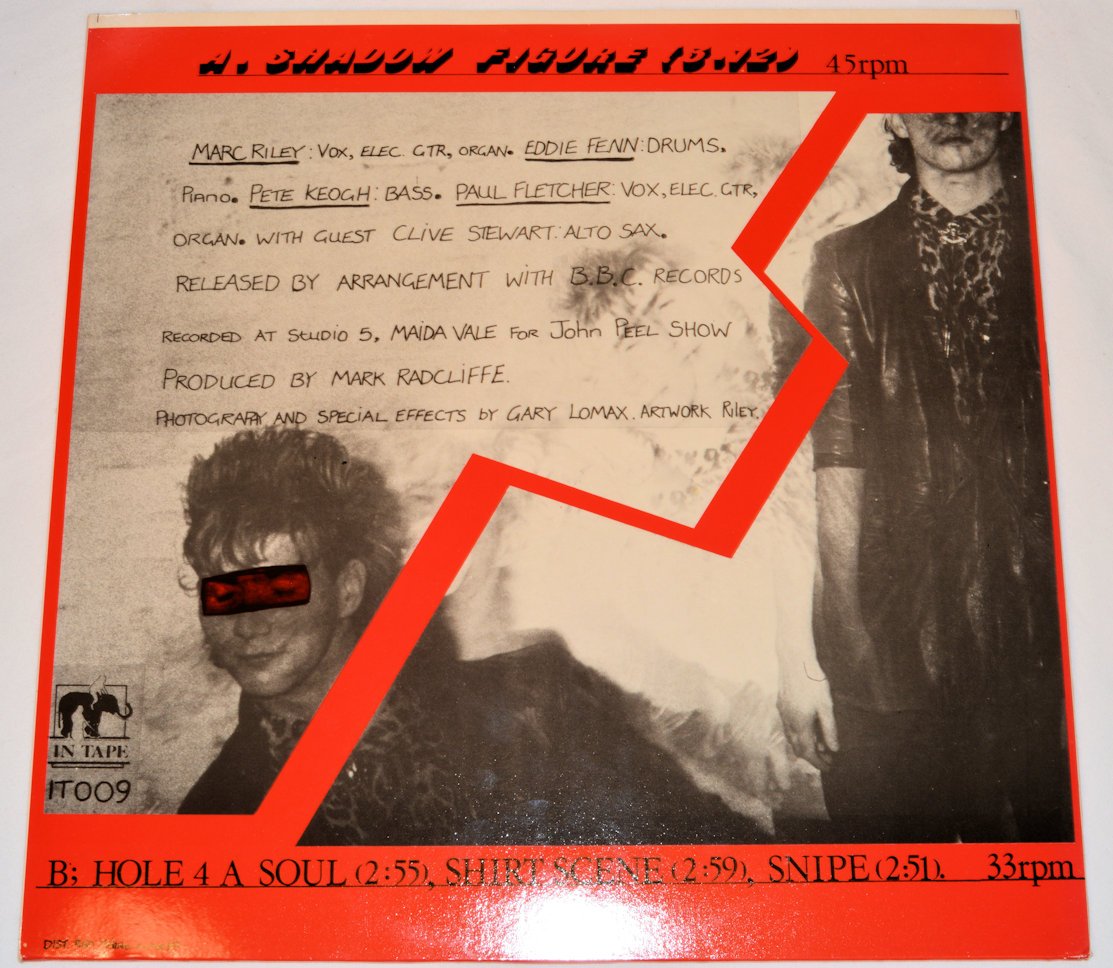 A. SHADOW FIGURE (5.12) 45rpm
MARC RILEY: VOX, ELEC. GTR, ORGAN. EDDIE FENN: DRUMS.
PIANO. PETE KEOGH: BASS. PAUL FLETCHER: VOX, ELEC. GTR,
ORGAN. WITH GUEST CLIVE STEWART: ALTO SAX.
RELEASED BY ARRANGEMENT WITH B.B.C. RECORDS
RECORDED AT STUDIO 5, MAIDA VALE FOR John PEEL SHOW
PRODUCED BY MARK RADCLIFFE.
PHOTOGRAPHY AND SPECIAL EFFECTS by GARY LOMAX. ARTWORK RILEY.
IN TAPE
IT009
B; HOLE 4 A SOUL (2:55), SHIRT SCENE (2:59), SNIPE (2:51). 33rpm